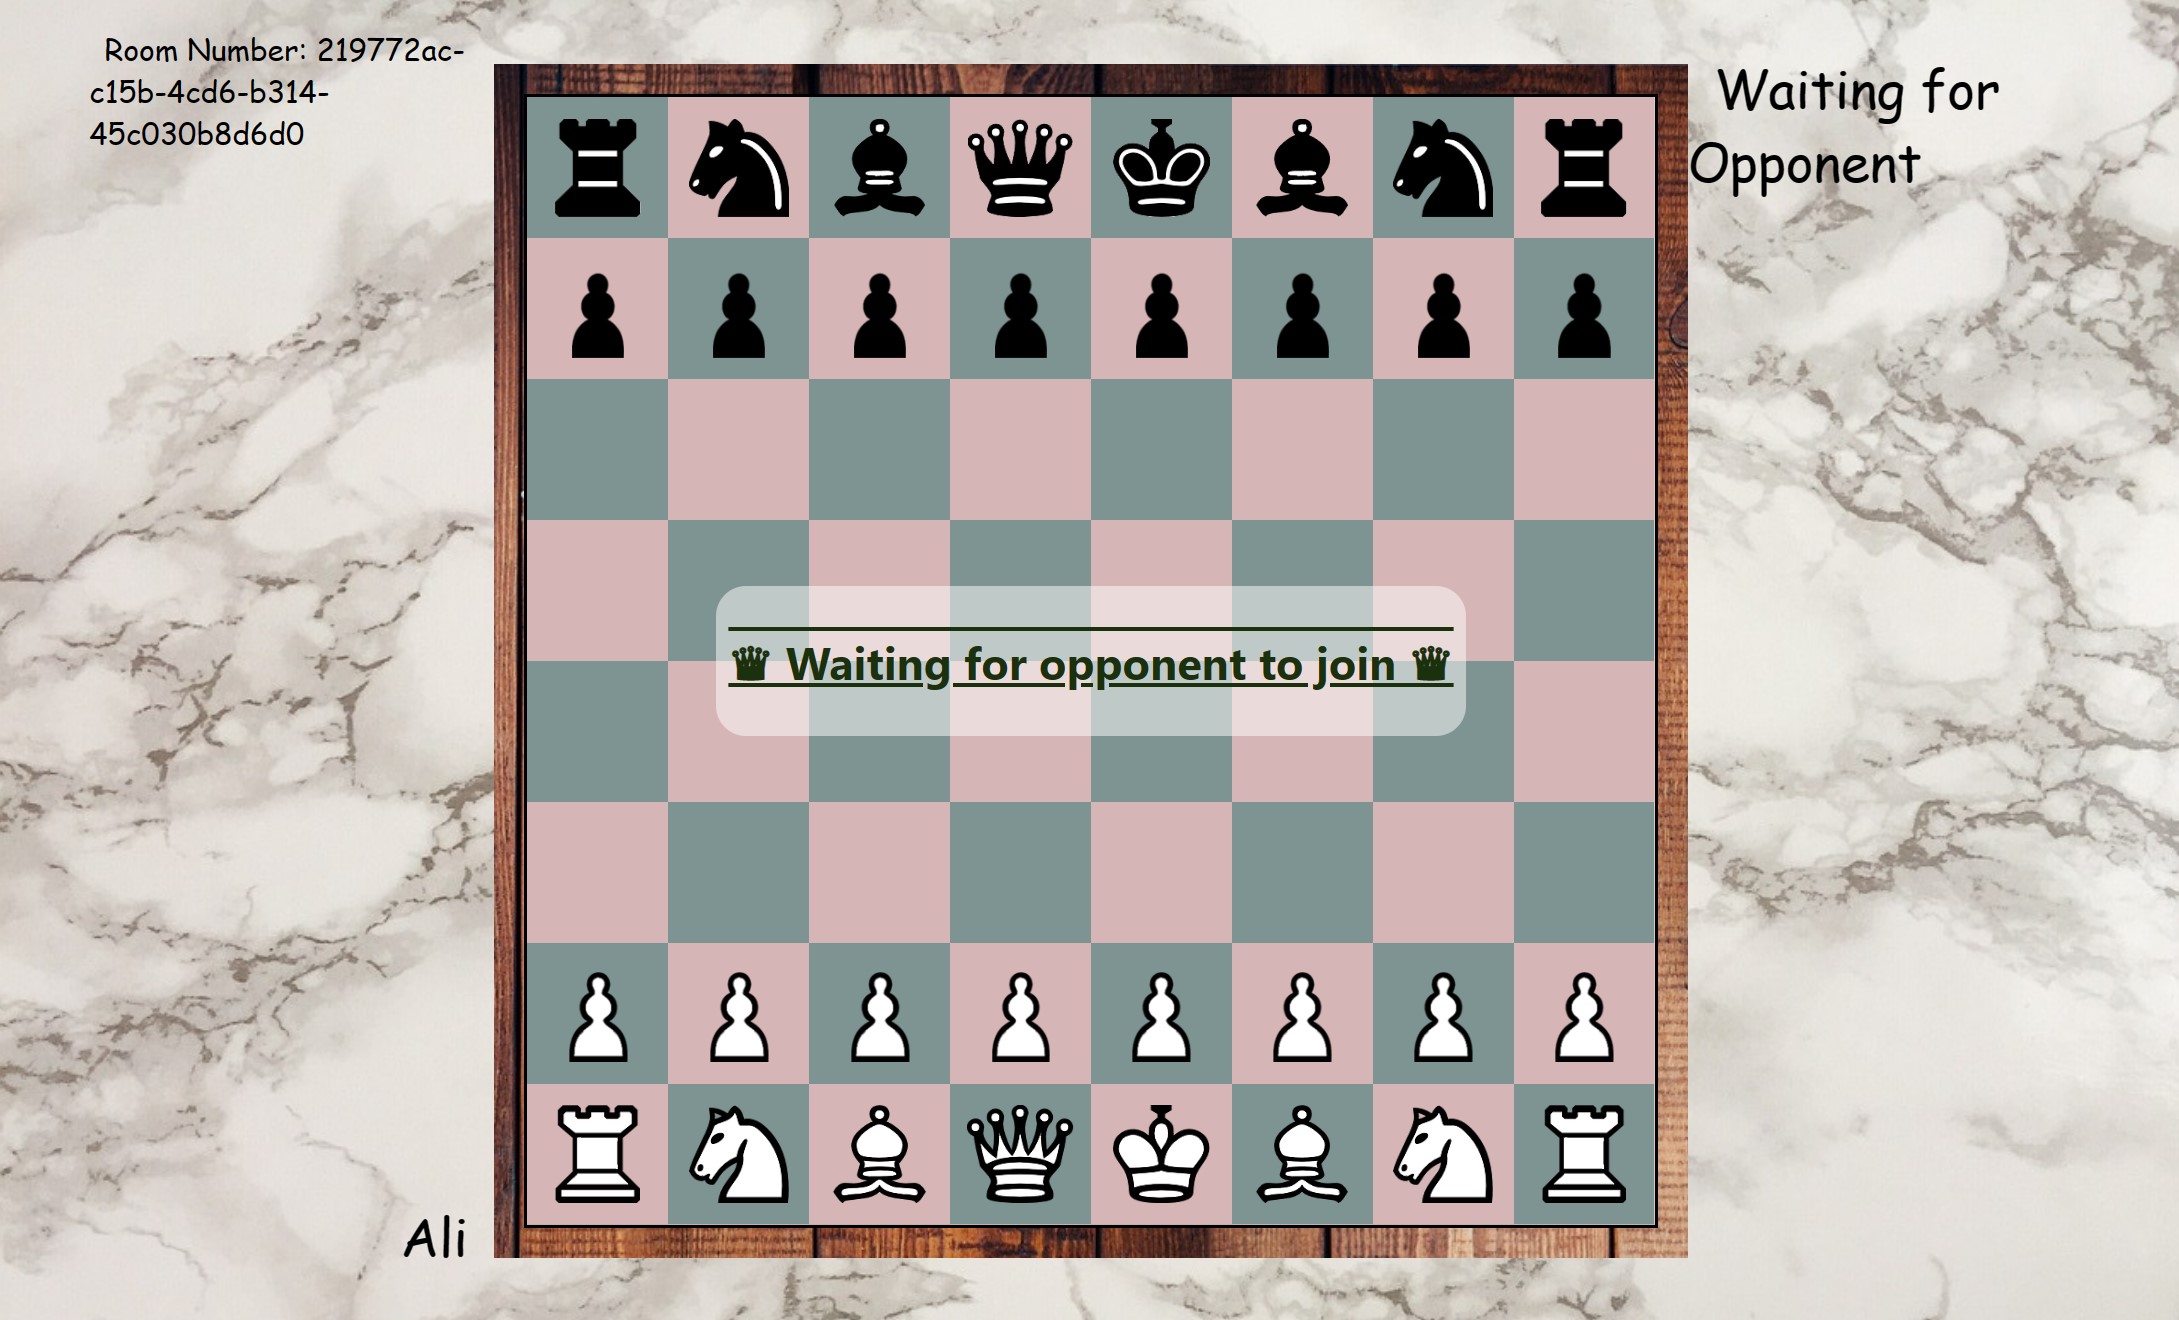 Room Number: 219772ac-
c15b-4cd6-b314-
45c030b8d6d0
Waiting for
Opponent
♛ Waiting for opponent to join ♛
Ali